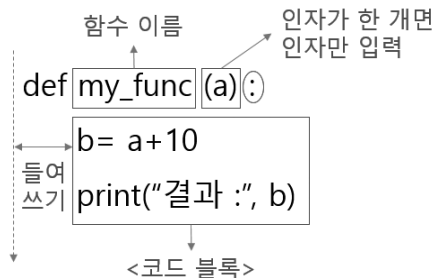 함수 이름
인자가 한 개면
인자만 입력
def my_func (a) :
b= a+10
들여
쓰기
print(“결과 :”, b)
<코드 블록>